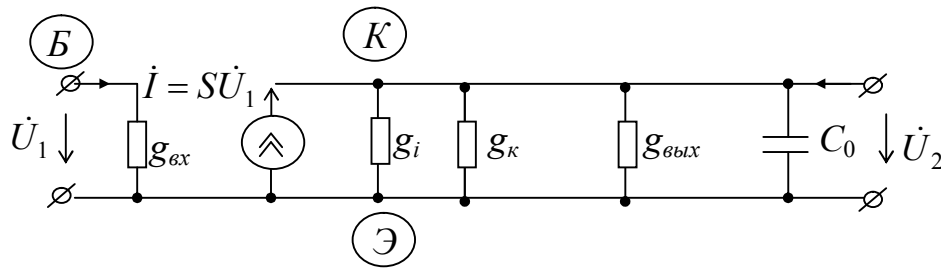 Б
К
İ = SU̇₁
U̇₁
gвх
gi
gк
gвых
C₀
U̇₂
Э